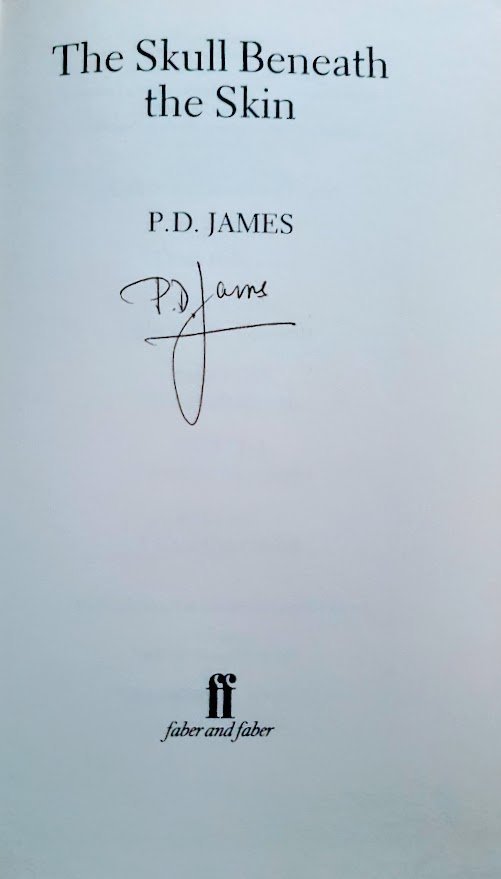 The Skull Beneath
the Skin
P.D. JAMES
P.D. James
ff
faber and faber